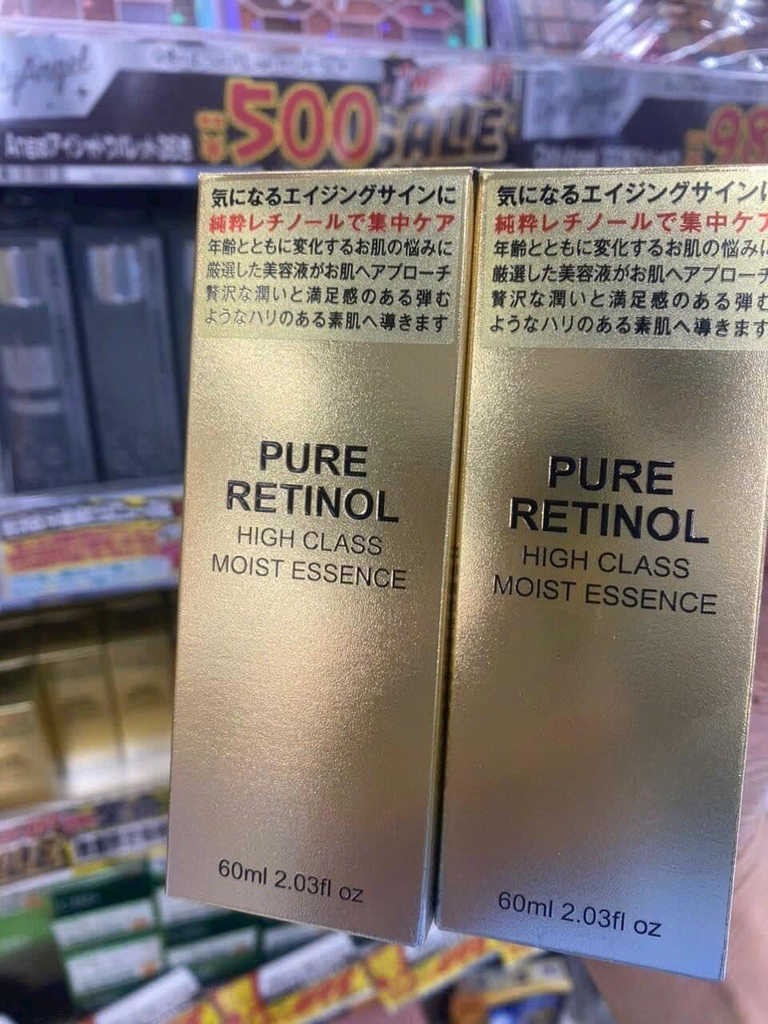 Angel
500
SALE
98
気になるエイジングサインに
純粋レチノールで集中ケア
年齢とともに変化するお肌の悩みに
厳選した美容液がお肌へアプローチ
贅沢な潤いと満足感のある弾む
ようなハリのある素肌へ導きます
PURE
RETINOL
HIGH CLASS
MOIST ESSENCE
60ml 2.03fl oz
気になるエイジングサインに
純粋レチノールで集中ケア
年齢とともに変化するお肌の悩みに
厳選した美容液がお肌へアプローチ
贅沢な潤いと満足感のある弾む
ようなハリのある素肌へ導きます
PURE
RETINOL
HIGH CLASS
MOIST ESSENCE
60ml 2.03fl oz